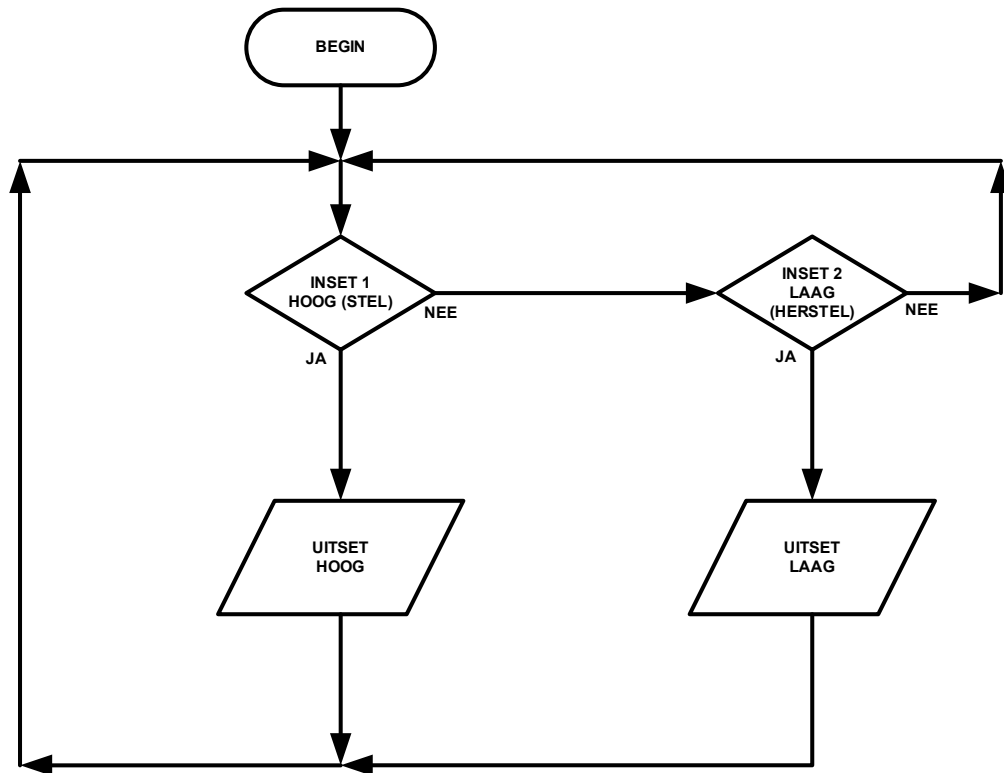 BEGIN
INSET 1
HOOG (STEL)
NEE
JA
INSET 2
LAAG
(HERSTEL)
NEE
JA
UITSET
HOOG
UITSET
LAAG